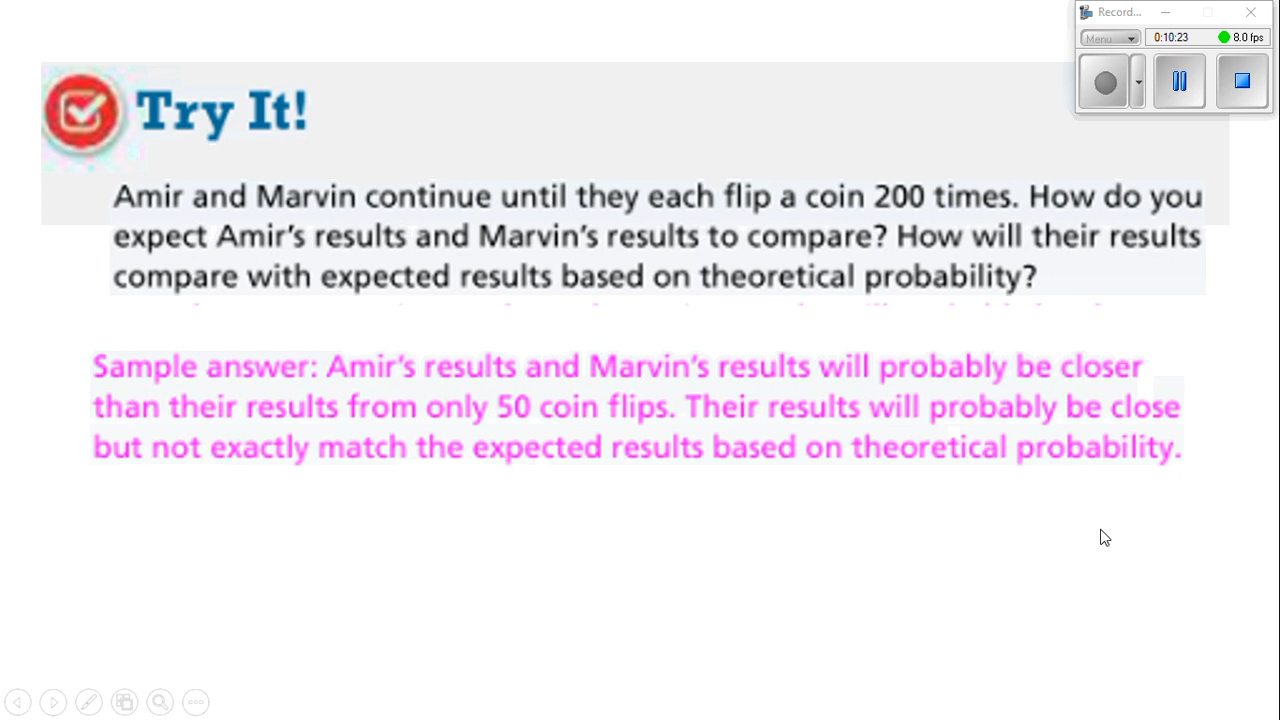 Record...
Menu
0:10:23
8.0 fps
Try It!
Amir and Marvin continue until they each flip a coin 200 times. How do you
expect Amir's results and Marvin's results to compare? How will their results
compare with expected results based on theoretical probability?
Sample answer: Amir's results and Marvin's results will probably be closer
than their results from only 50 coin flips. Their results will probably be close
but not exactly match the expected results based on theoretical probability.